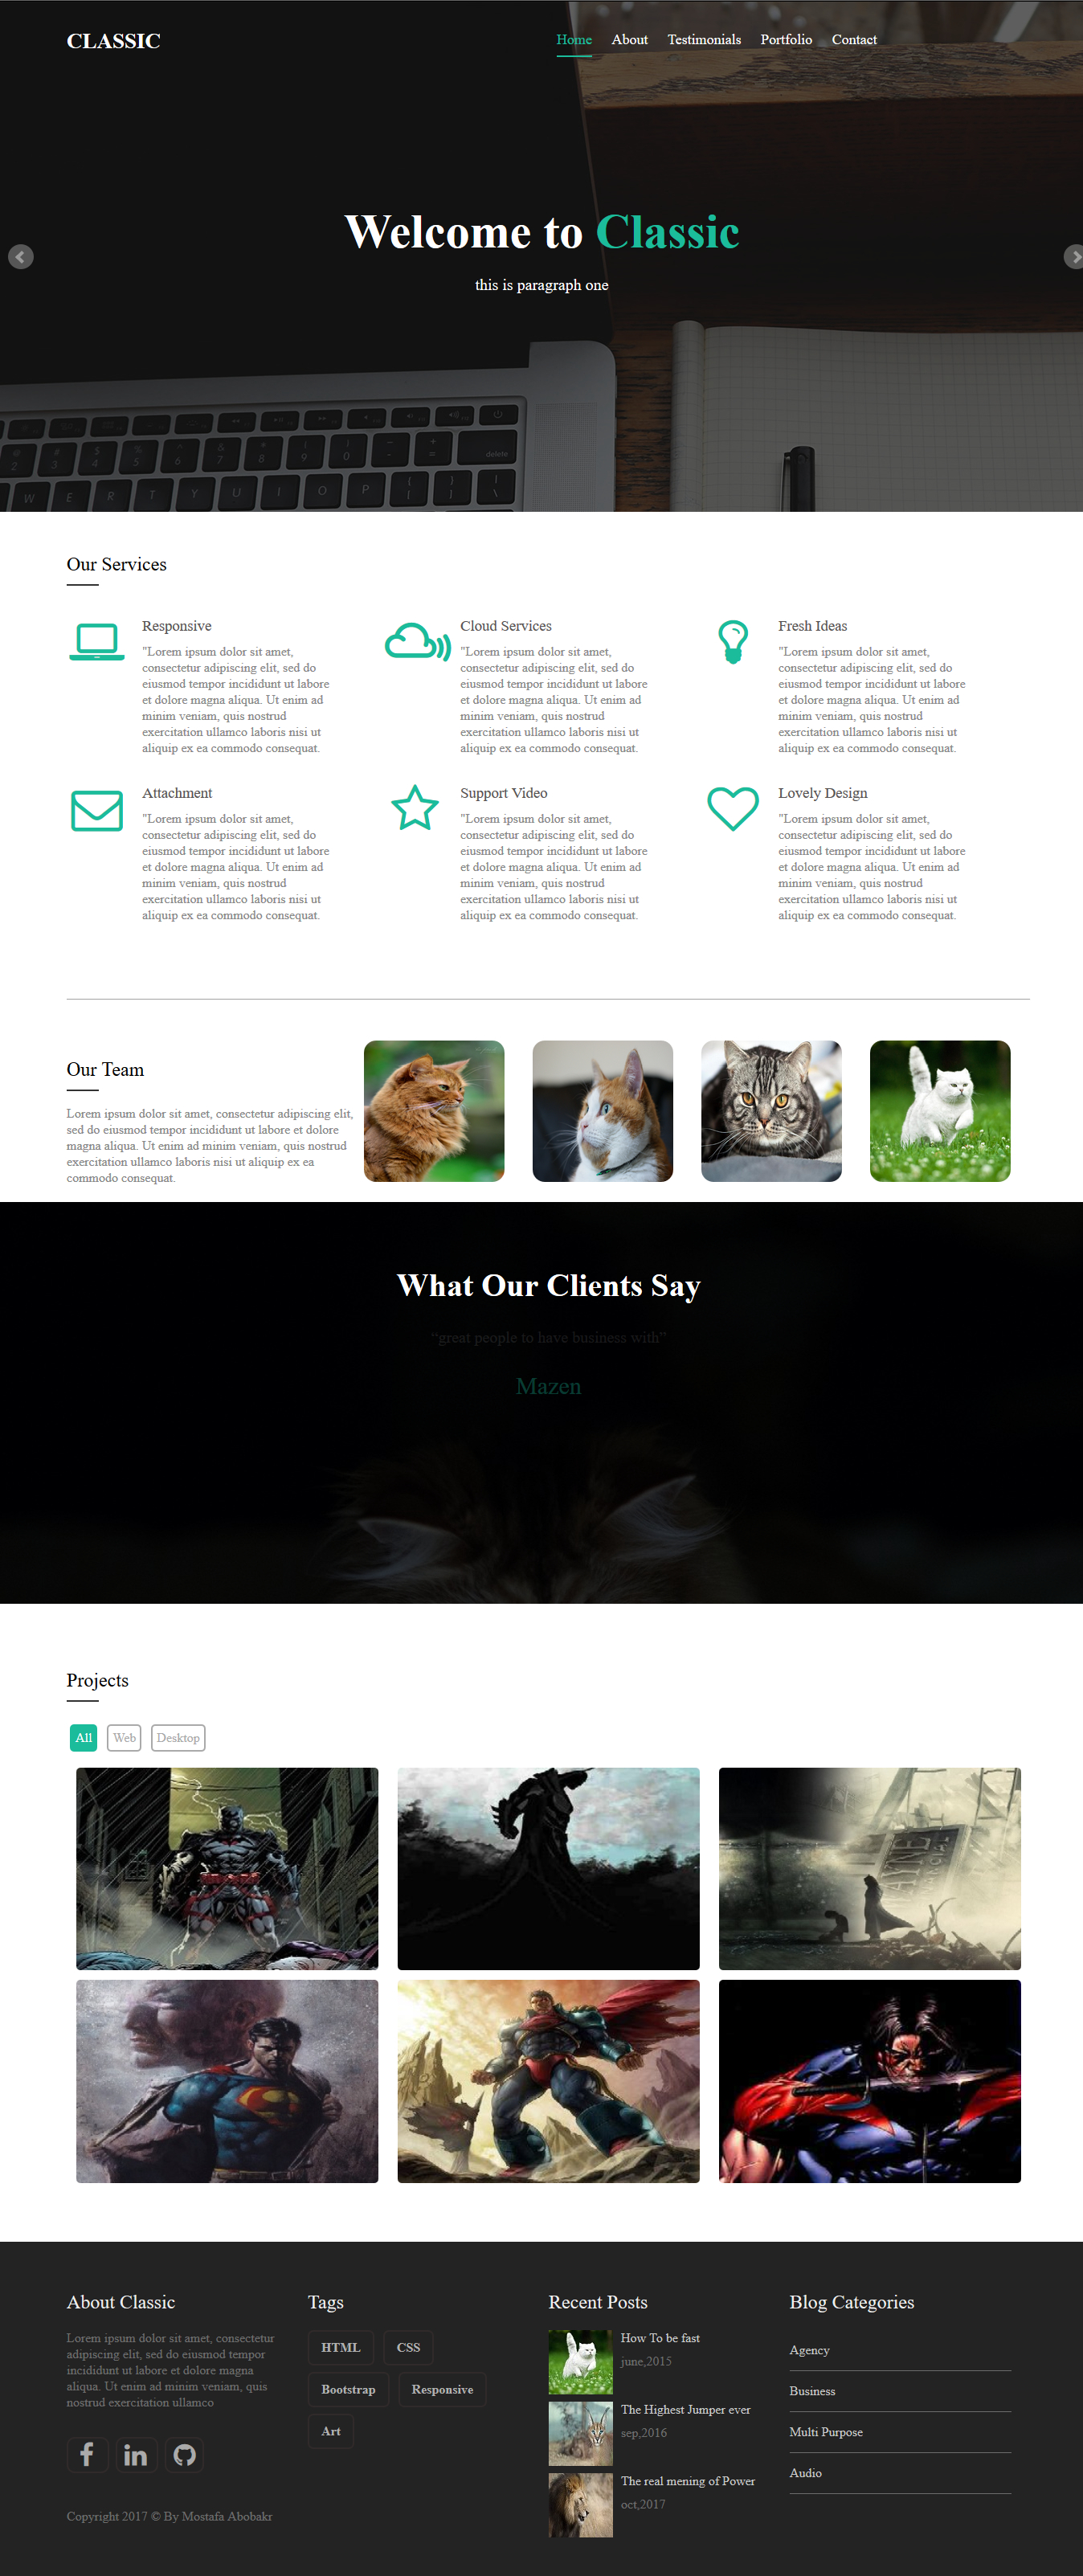 CLASSIC
Home About Testimonials Portfolio Contact
Welcome to Classic
this is paragraph one
Our Services
Responsive
"Lorem ipsum dolor sit amet,
consectetur adipiscing elit, sed do
eiusmod tempor incididunt ut labore
et dolore magna aliqua. Ut enim ad
minim veniam, quis nostrud
exercitation ullamco laboris nisi ut
aliquip ex ea commodo consequat.
Cloud Services
"Lorem ipsum dolor sit amet,
consectetur adipiscing elit, sed do
eiusmod tempor incididunt ut labore
et dolore magna aliqua. Ut enim ad
minim veniam, quis nostrud
exercitation ullamco laboris nisi ut
aliquip ex ea commodo consequat.
Fresh Ideas
"Lorem ipsum dolor sit amet,
consectetur adipiscing elit, sed do
eiusmod tempor incididunt ut labore
et dolore magna aliqua. Ut enim ad
minim veniam, quis nostrud
exercitation ullamco laboris nisi ut
aliquip ex ea commodo consequat.
Attachment
"Lorem ipsum dolor sit amet,
consectetur adipiscing elit, sed do
eiusmod tempor incididunt ut labore
et dolore magna aliqua. Ut enim ad
minim veniam, quis nostrud
exercitation ullamco laboris nisi ut
aliquip ex ea commodo consequat.
Support Video
"Lorem ipsum dolor sit amet,
consectetur adipiscing elit, sed do
eiusmod tempor incididunt ut labore
et dolore magna aliqua. Ut enim ad
minim veniam, quis nostrud
exercitation ullamco laboris nisi ut
aliquip ex ea commodo consequat.
Lovely Design
"Lorem ipsum dolor sit amet,
consectetur adipiscing elit, sed do
eiusmod tempor incididunt ut labore
et dolore magna aliqua. Ut enim ad
minim veniam, quis nostrud
exercitation ullamco laboris nisi ut
aliquip ex ea commodo consequat.
Our Team
Lorem ipsum dolor sit amet, consectetur adipiscing elit,
sed do eiusmod tempor incididunt ut labore et dolore
magna aliqua. Ut enim ad minim veniam, quis nostrud
exercitation ullamco laboris nisi ut aliquip ex ea
commodo consequat.
What Our Clients Say
“great people to have business with”
Mazen
Projects
All Web Desktop
About Classic
Lorem ipsum dolor sit amet, consectetur
adipiscing elit, sed do eiusmod tempor
incididunt ut labore et dolore magna
aliqua. Ut enim ad minim veniam, quis
nostrud exercitation ullamco
Copyright 2017 © By Mostafa Abobakr
Tags
HTML CSS
Bootstrap Responsive
Art
Recent Posts
How To be fast
june,2015
The Highest Jumper ever
sep,2016
The real mening of Power
oct,2017
Blog Categories
Agency
Business
Multi Purpose
Audio